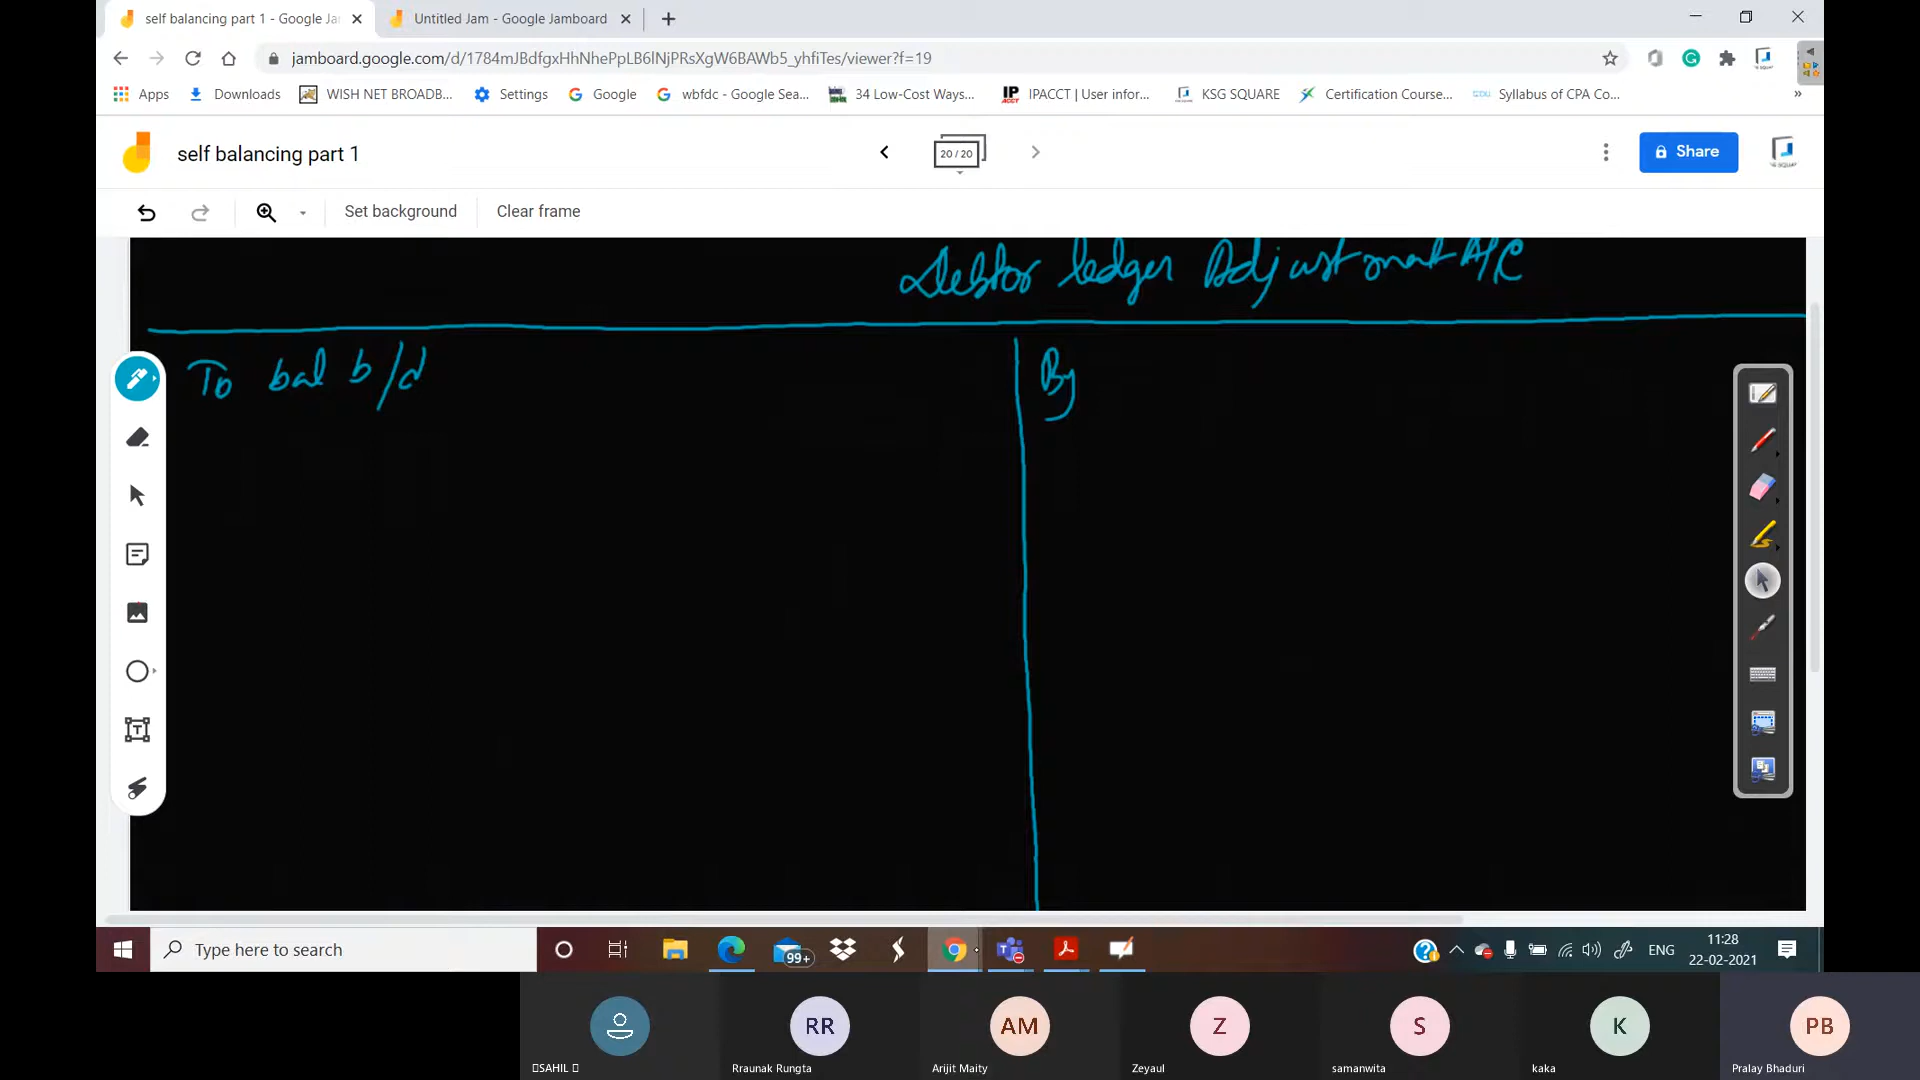 self balancing part 1 - Google Ja
Untitled Jam - Google Jamboard
jamboard.google.com/d/1784mJBdfgxHhNhePpLB6lNjPRsXgW6BAWb5_yhfiTes/viewer?f=19
Apps
Downloads
WISH NET BROADB...
Settings
Google
wbfdc - Google Sea...
34 Low-Cost Ways...
IPACCT | User infor...
KSG SQUARE
Certification Course...
Syllabus of CPA Co...
»
self balancing part 1
20 / 20
Share
Set background
Clear frame
Debtor ledger Adjustment A/C
To bal b/d
By
Type here to search
99+
ENG
11:28
22-02-2021
RR
AM
Z
S
K
PB
SAHIL
Rraunak Rungta
Arijit Maity
Zeyaul
samanwita
kaka
Pralay Bhaduri